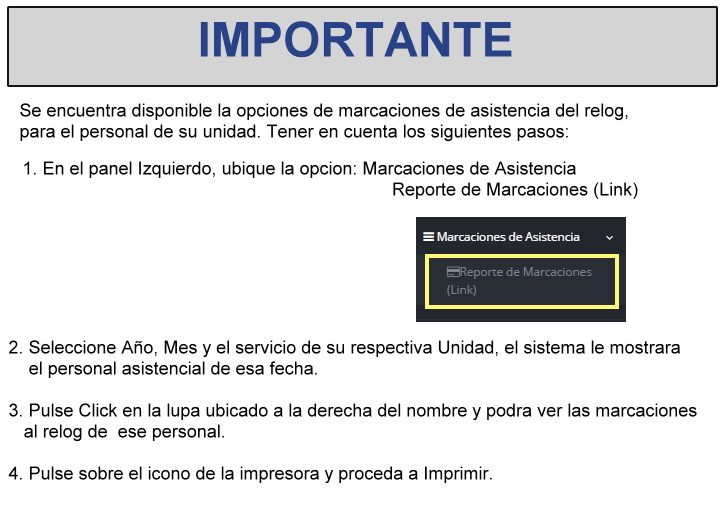 IMPORTANTE
Se encuentra disponible la opciones de marcaciones de asistencia del relog,
para el personal de su unidad. Tener en cuenta los siguientes pasos:
1. En el panel Izquierdo, ubique la opcion: Marcaciones de Asistencia
Reporte de Marcaciones (Link)
Marcaciones de Asistencia
Reporte de Marcaciones
(Link)
2. Seleccione Año, Mes y el servicio de su respectiva Unidad, el sistema le mostrara
el personal asistencial de esa fecha.
3. Pulse Click en la lupa ubicado a la derecha del nombre y podra ver las marcaciones
al relog de ese personal.
4. Pulse sobre el icono de la impresora y proceda a Imprimir.